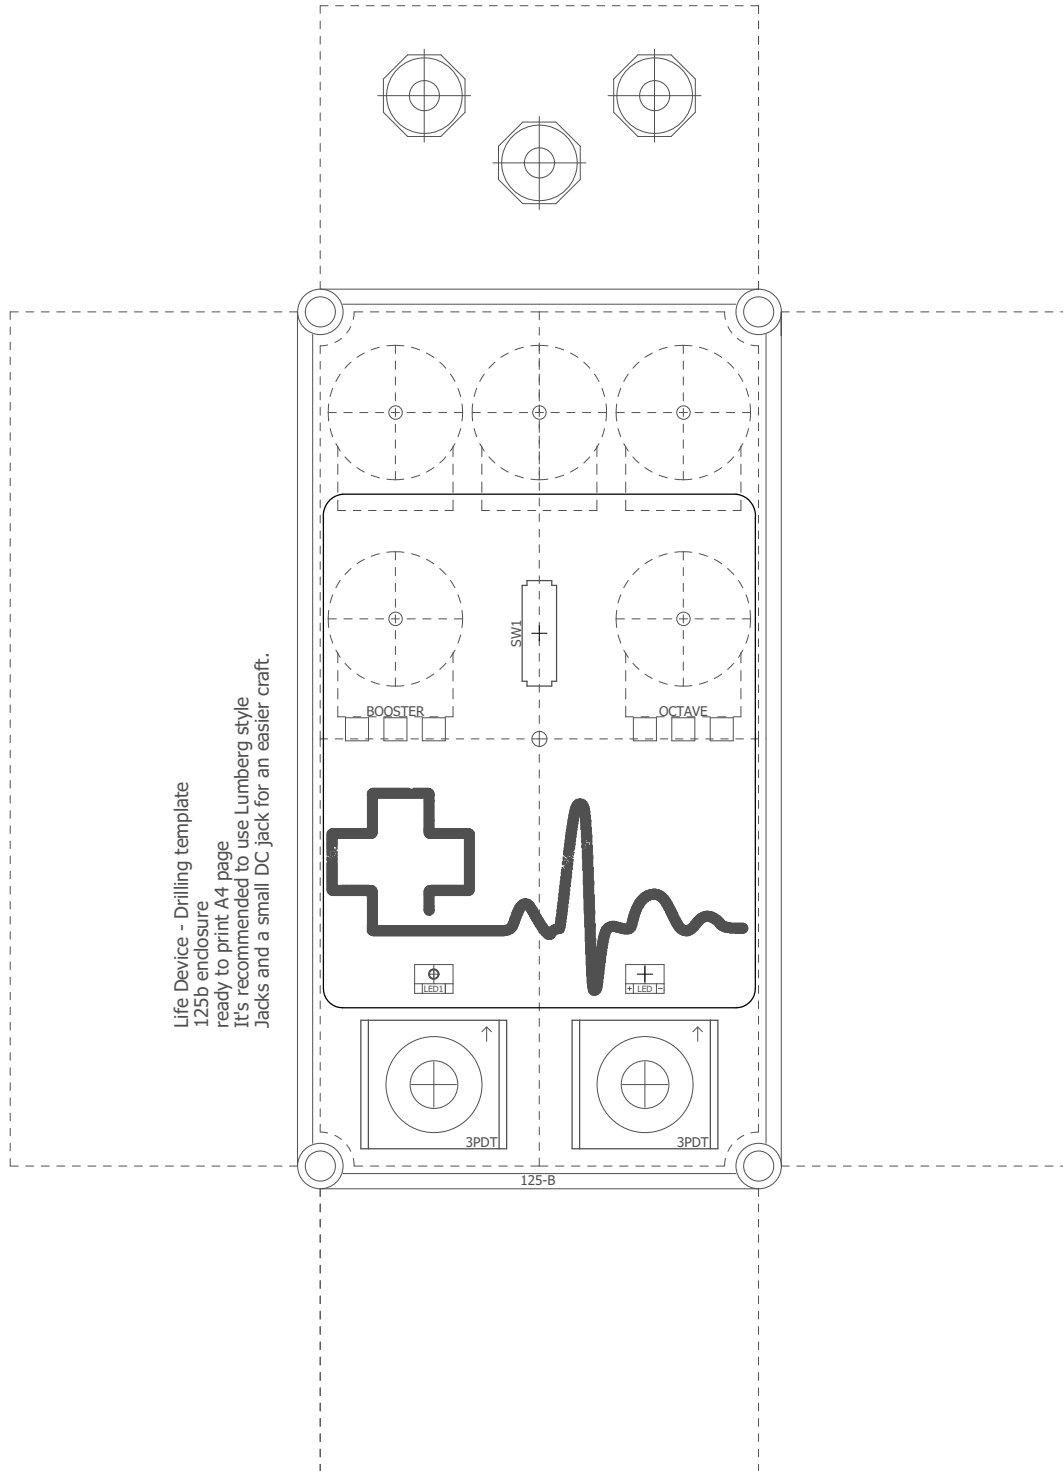 Life Device - Drilling template
125b enclosure
ready to print A4 page
It's recommended to use Lumberg style
Jacks and a small DC jack for an easier craft.
SW1
BOOSTER
OCTAVE
LED1
+ LED -
3PDT
3PDT
125-B